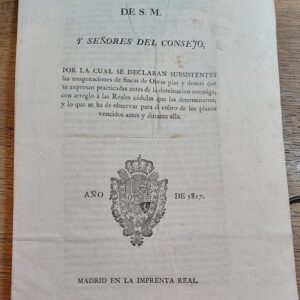 DE S. M.
Y SEÑORES DEL CONSEJO,
POR LA CUAL SE DECLARAN SUBSISTENTES
las enagenaciones de fincas de Obras pias y demas que
se expresan practicadas antes de la dominacion enemiga,
con arreglo á las Reales cédulas que las determinaron;
y lo que se ha de observar para el cobro de los plazos
vencidos antes y durante ella.
AÑO DE 1817.
MADRID EN LA IMPRENTA REAL.